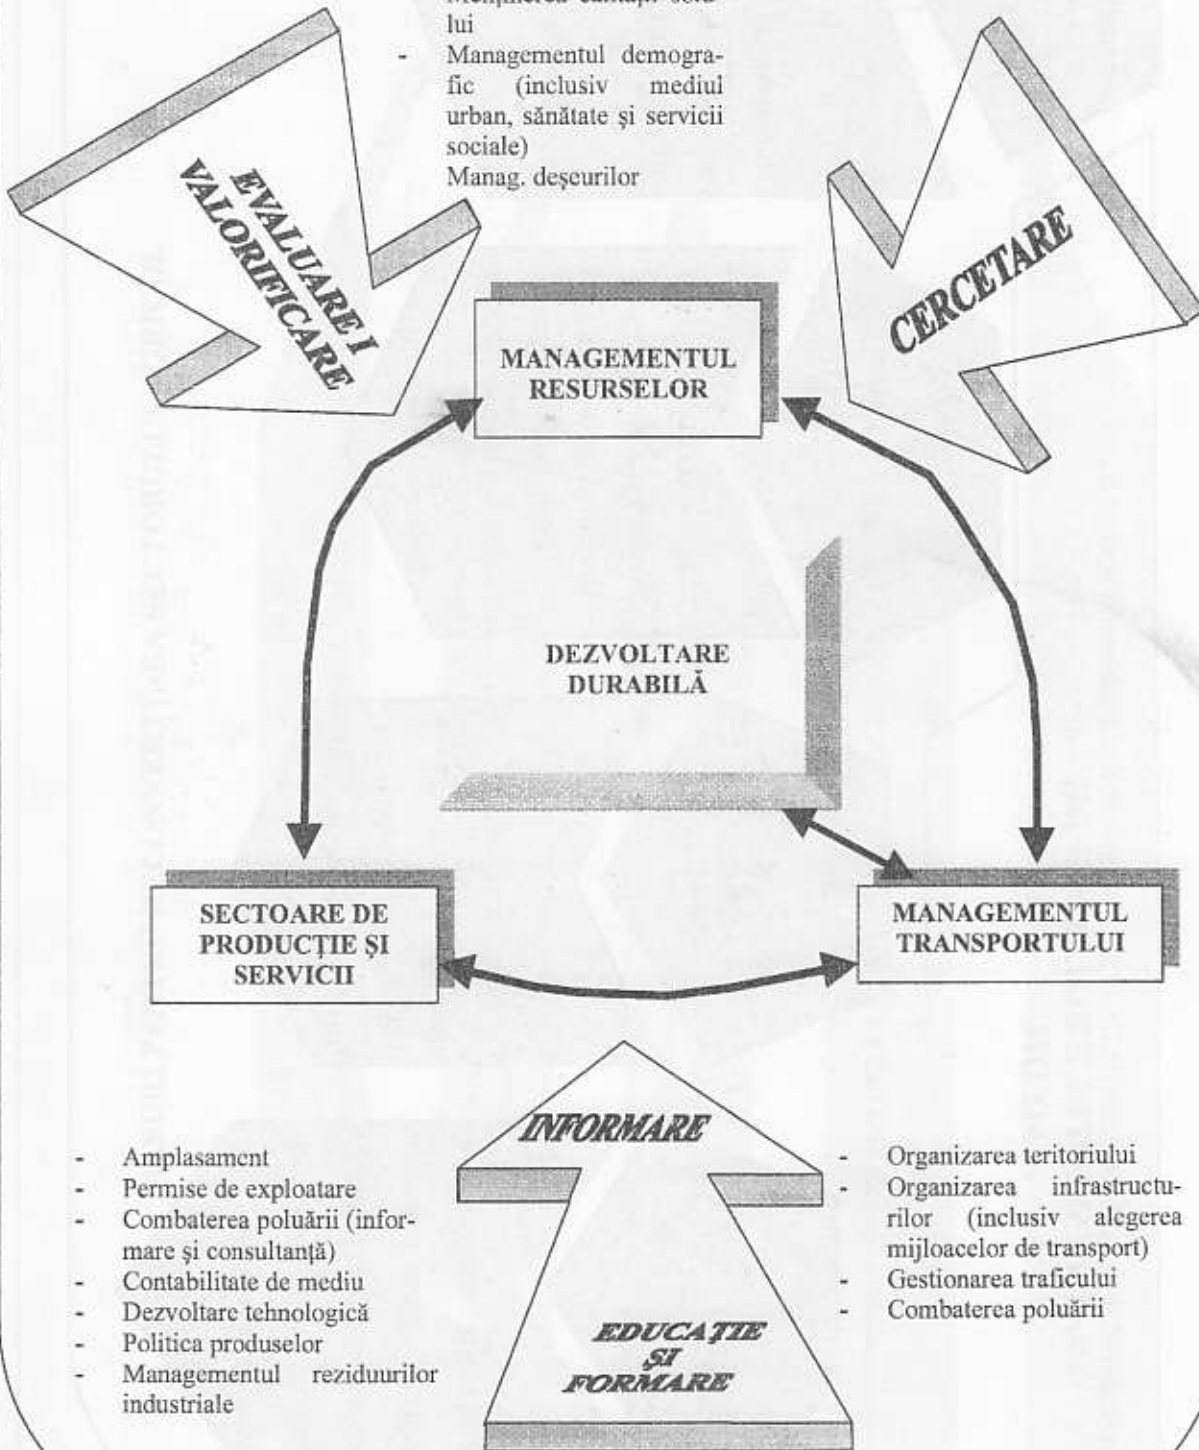 lui
- Managementul demogra-
fic (inclusiv mediul
urban, sănătate și servicii
sociale)
Manag. deșeurilor
EVALUARE I
VALORIFICARE
CERCETARE
MANAGEMENTUL
RESURSELOR
DEZVOLTARE
DURABILĂ
SECTOARE DE
PRODUCȚIE ȘI
SERVICII
MANAGEMENTUL
TRANSPORTULUI
INFORMARE
EDUCAȚIE
ȘI
FORMARE
- Amplasament
- Permise de exploatare
- Combaterea poluării (infor-
mare și consultanță)
- Contabilitate de mediu
- Dezvoltare tehnologică
- Politica produselor
- Managementul reziduurilor
industriale
- Organizarea teritoriului
- Organizarea infrastructu-
rilor (inclusiv alegerea
mijloacelor de transport)
- Gestionarea traficului
- Combaterea poluării